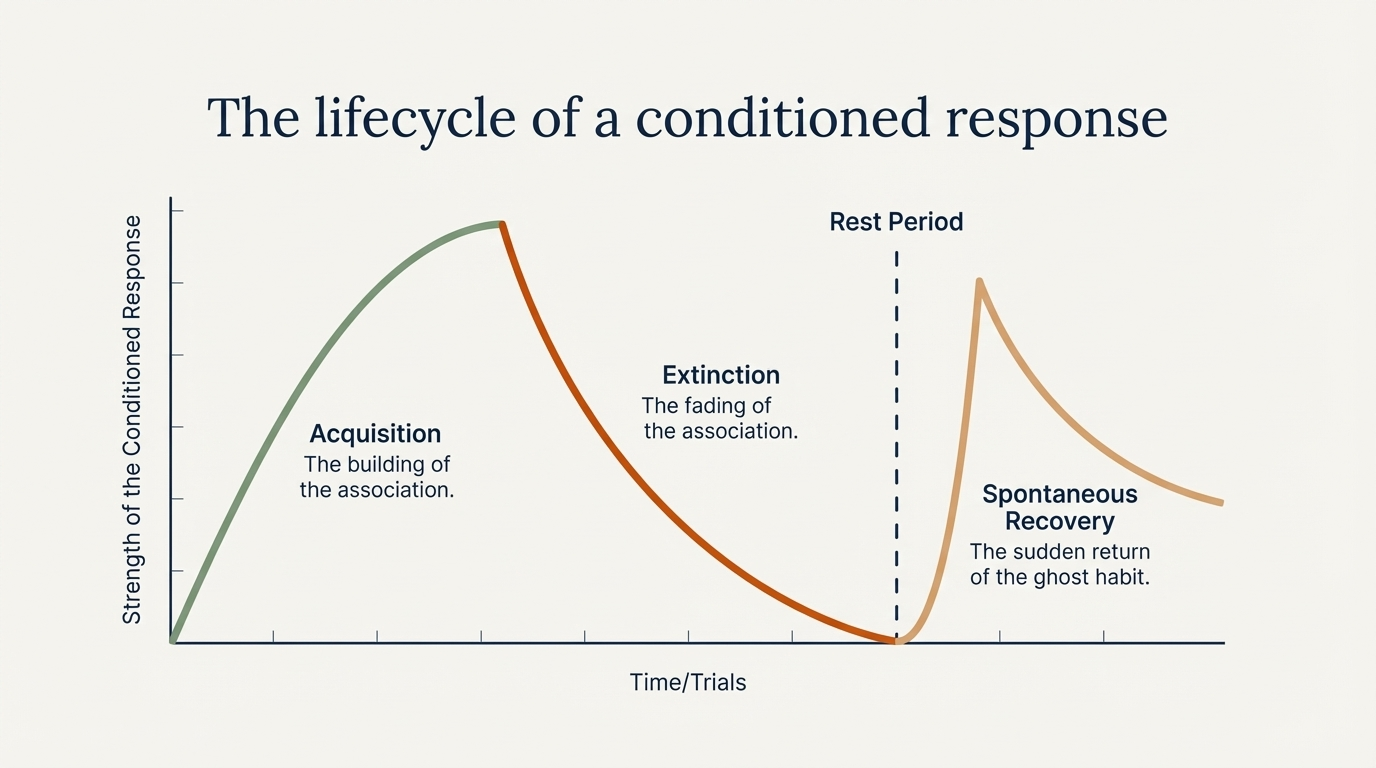 The lifecycle of a conditioned response
Strength of the Conditioned Response
Rest Period
Acquisition
The building of
the association.
Extinction
The fading of
the association.
Spontaneous
Recovery
The sudden return
of the ghost habit.
Time/Trials